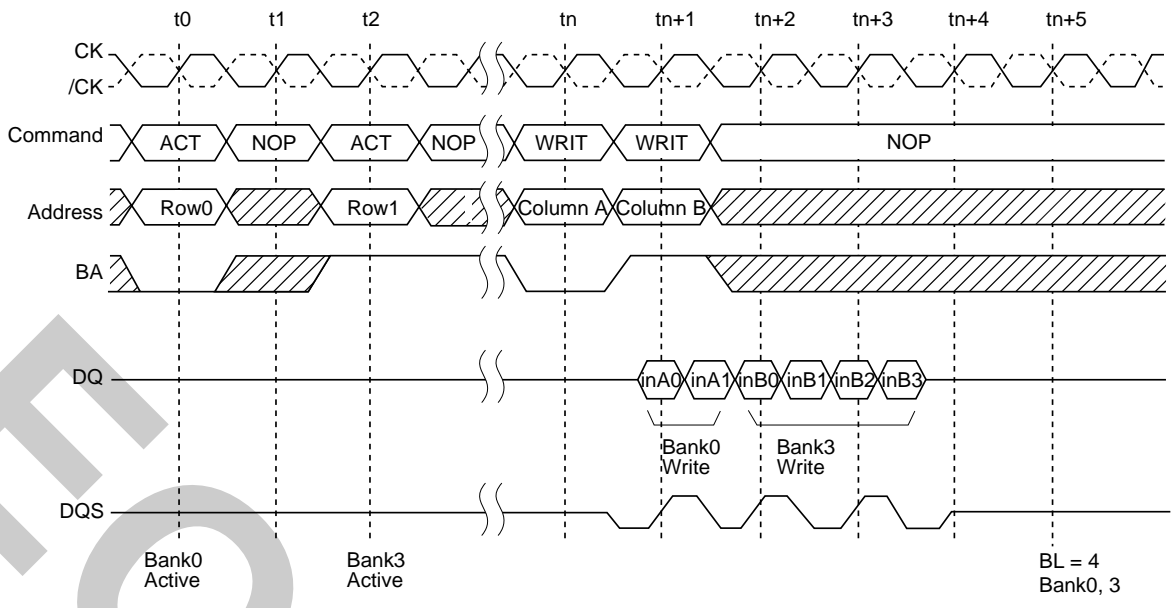 t0 t1 t2 tn tn+1 tn+2 tn+3 tn+4 tn+5
CK
/CK
Command ACT NOP ACT NOP WRIT WRIT NOP
Address Row0 Row1 Column A Column B
BA
DQ inA0 inA1 inB0 inB1 inB2 inB3
Bank0 Bank3
Write Write
DQS
Bank0 Bank3 BL = 4
Active Active Bank0, 3